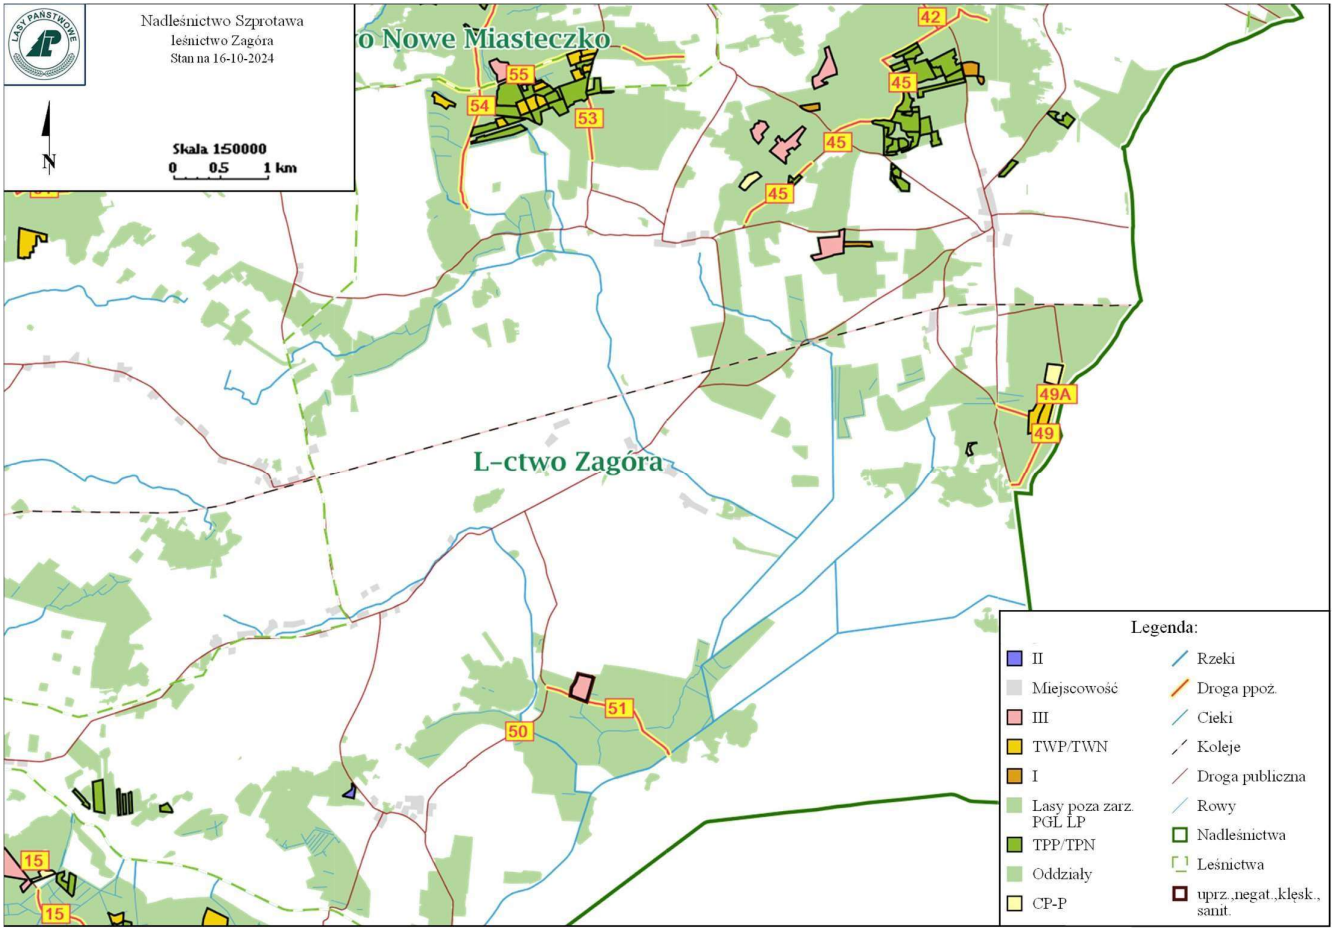 LASY PAŃSTWOWE
Nadleśnictwo Szprotawa
leśnictwo Zagóra
Stan na 16-10-2024
N
Skala 1:50000
0 0.5 1 km
o Nowe Miasteczko
42
55
45
54
53
45
45
49A
49
L-ctwo Zagóra
51
50
15
15
Legenda:
II
Miejscowość
III
TWP/TWN
I
Lasy poza zarz.
PGL LP
TPP/TPN
Oddziały
CP-P
Rzeki
Droga ppoż.
Cieki
Koleje
Droga publiczna
Rowy
Nadleśnictwa
Leśnictwa
uprz.,negat.,klęsk.,
sanit.